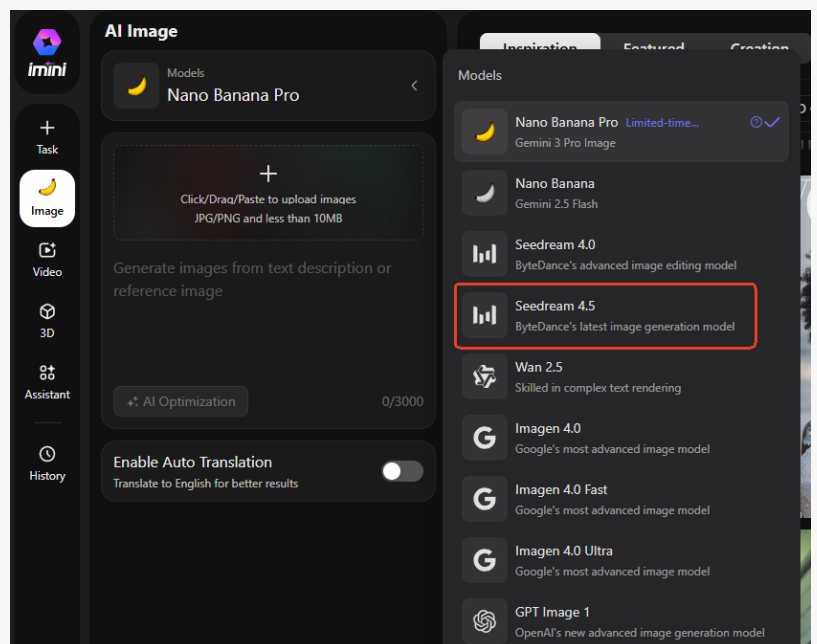 imini
Task
Image
Video
3D
Assistant
History
AI Image
Models
Nano Banana Pro
Click/Drag/Paste to upload images
JPG/PNG and less than 10MB
Generate images from text description or
reference image
AI Optimization
0/3000
Enable Auto Translation
Translate to English for better results
Inspiration
Featured
Creation
Models
Nano Banana Pro Limited-time...
Gemini 3 Pro Image
Nano Banana
Gemini 2.5 Flash
Seedream 4.0
ByteDance's advanced image editing model
Seedream 4.5
ByteDance's latest image generation model
Wan 2.5
Skilled in complex text rendering
Imagen 4.0
Google's most advanced image model
Imagen 4.0 Fast
Google's most advanced image model
Imagen 4.0 Ultra
Google's most advanced image model
GPT Image 1
OpenAI's new advanced image generation model